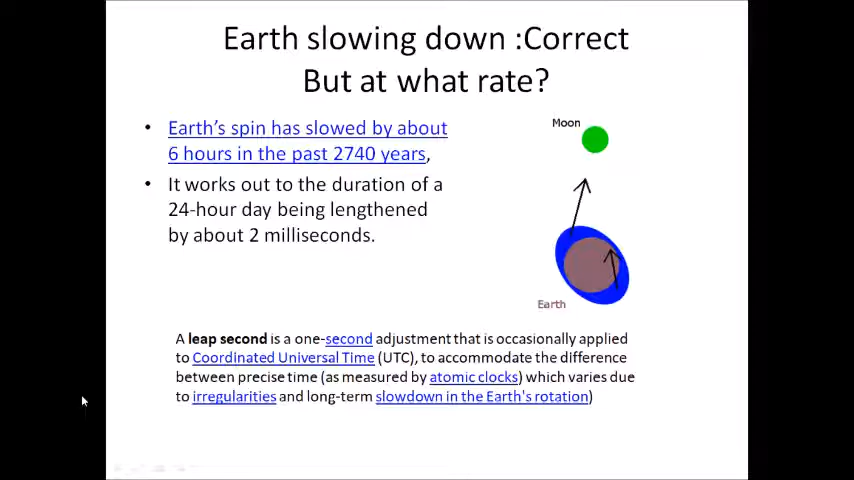 Earth slowing down :Correct
But at what rate?
• Earth's spin has slowed by about
6 hours in the past 2740 years,
• It works out to the duration of a
24-hour day being lengthened
by about 2 milliseconds.
Moon
Earth
A leap second is a one-second adjustment that is occasionally applied
to Coordinated Universal Time (UTC), to accommodate the difference
between precise time (as measured by atomic clocks) which varies due
to irregularities and long-term slowdown in the Earth's rotation)